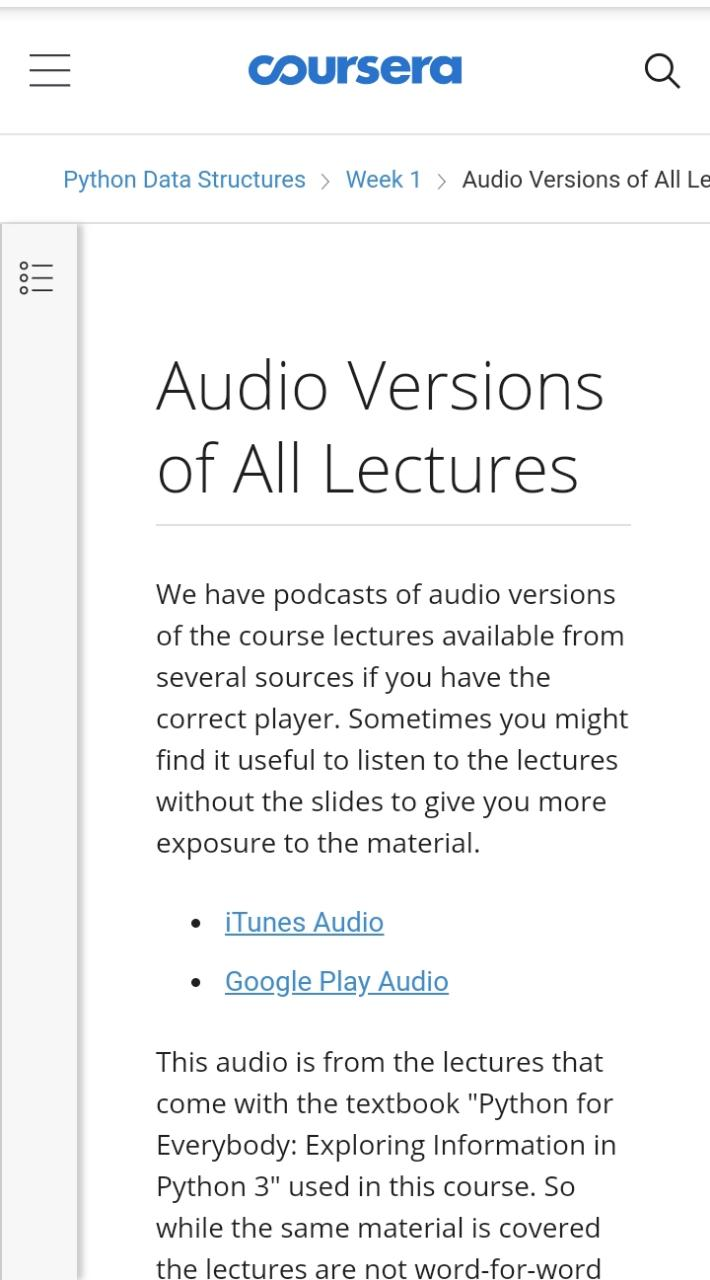 coursera
Python Data Structures > Week 1 > Audio Versions of All Le
Audio Versions
of All Lectures
We have podcasts of audio versions
of the course lectures available from
several sources if you have the
correct player. Sometimes you might
find it useful to listen to the lectures
without the slides to give you more
exposure to the material.
• iTunes Audio
• Google Play Audio
This audio is from the lectures that
come with the textbook "Python for
Everybody: Exploring Information in
Python 3" used in this course. So
while the same material is covered
the lectures are not word-for-word